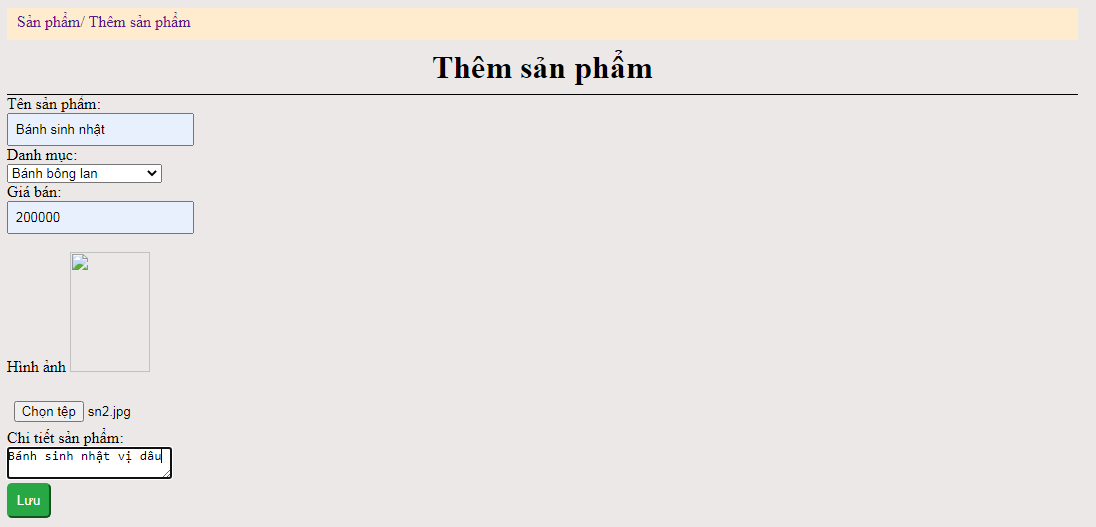 Sản phẩm/ Thêm sản phẩm
Thêm sản phẩm
Tên sản phẩm:
Bánh sinh nhật
Danh mục:
Bánh bông lan
Giá bán:
200000
Hình ảnh
Chọn tệp sn2.jpg
Chi tiết sản phẩm:
Bánh sinh nhật vị dâu
Lưu